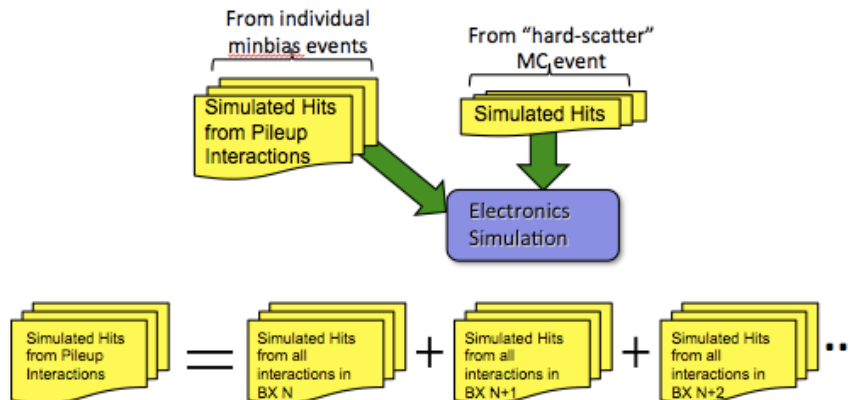 From individual
minbias events
From “hard-scatter”
MC event
Simulated Hits
from Pileup
Interactions
Simulated Hits
Electronics
Simulation
Simulated Hits
from Pileup
Interactions
=
Simulated Hits
from all
interactions in
BX N
+
Simulated Hits
from all
interactions in
BX N+1
+
Simulated Hits
from all
interactions in
BX N+2
..